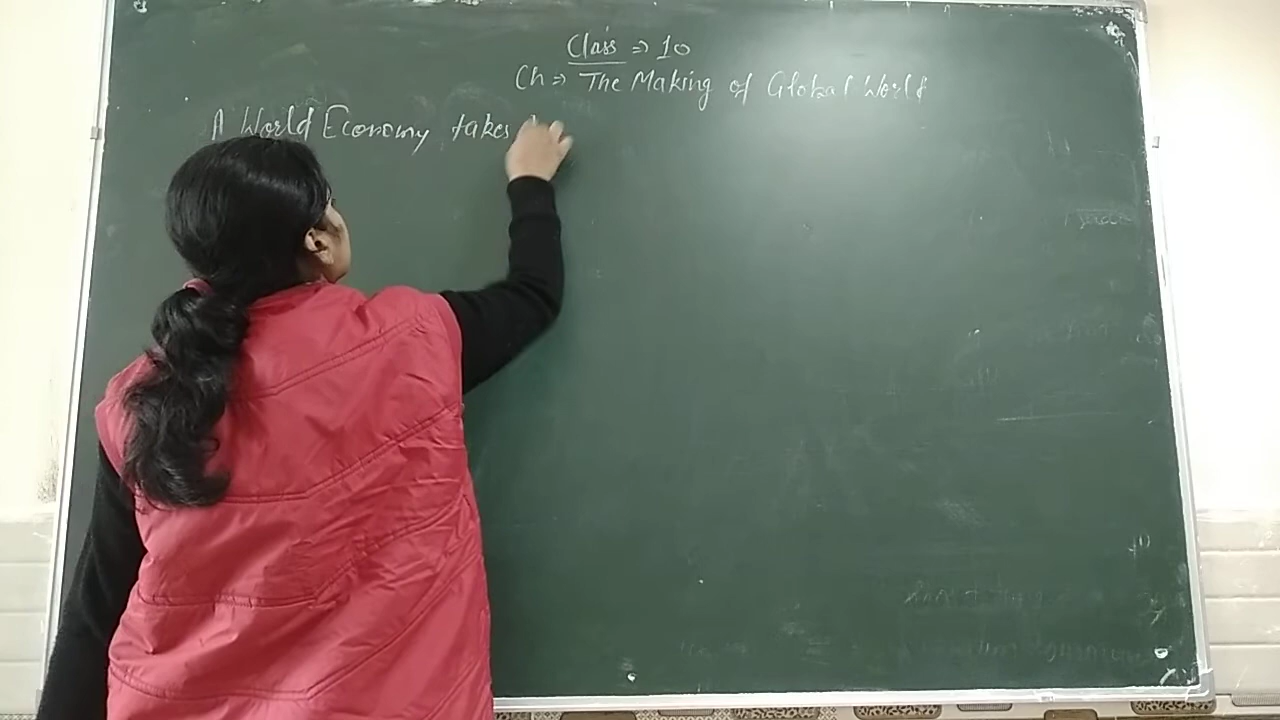 Class ⇒ 10
Ch ⇒ The Making of Global World
A World Economy takes